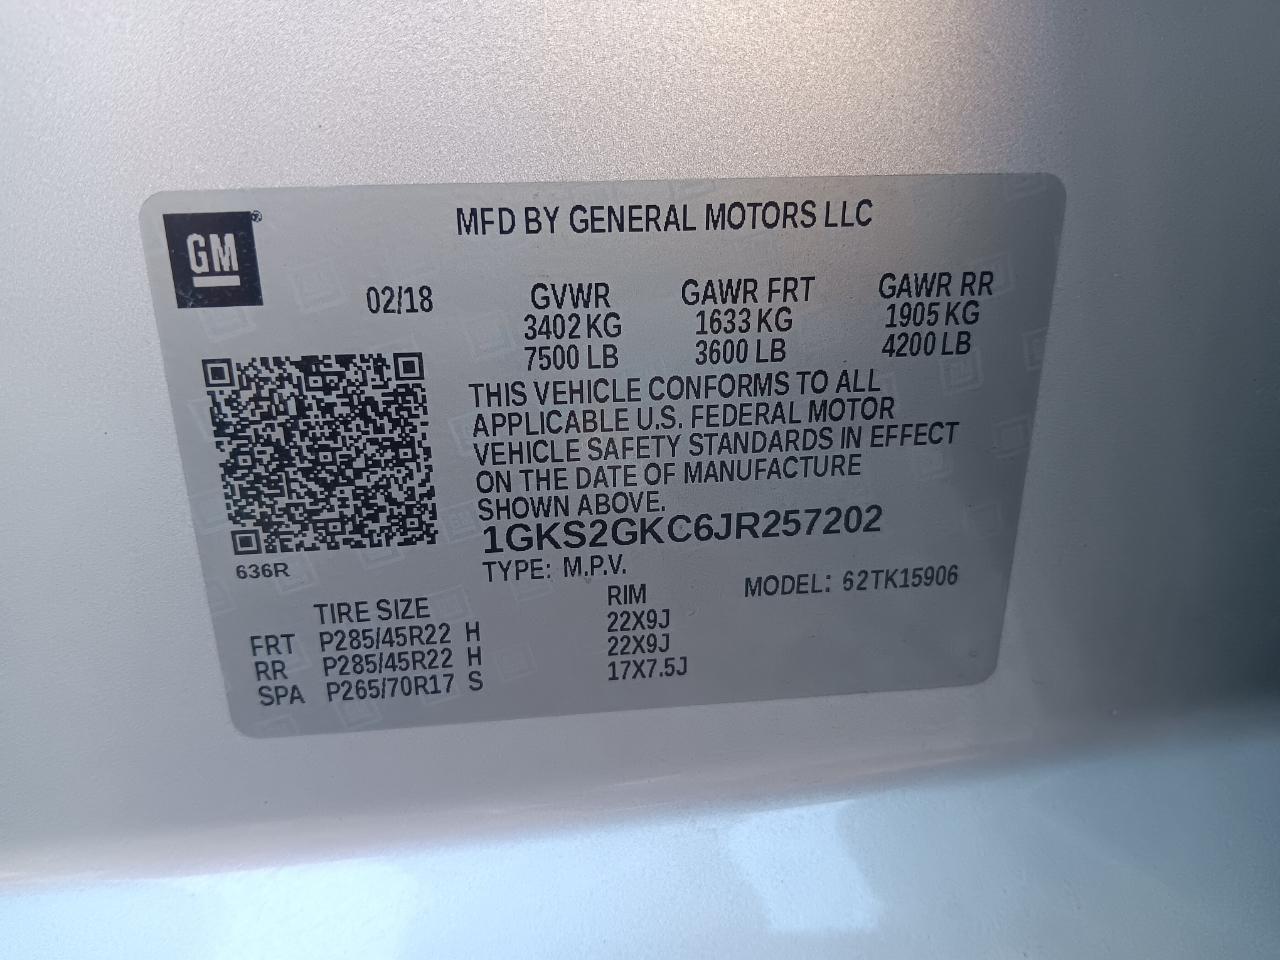 GM®
MFD BY GENERAL MOTORS LLC
02/18 GVWR GAWR FRT GAWR RR
3402 KG 1633 KG 1905 KG
7500 LB 3600 LB 4200 LB
THIS VEHICLE CONFORMS TO ALL
APPLICABLE U.S. FEDERAL MOTOR
VEHICLE SAFETY STANDARDS IN EFFECT
ON THE DATE OF MANUFACTURE
SHOWN ABOVE.
1GKS2GKC6JR257202
636R
TYPE: M.P.V. MODEL: 62TK15906
TIRE SIZE RIM
FRT P285/45R22 H 22X9J
RR P285/45R22 H 22X9J
SPA P265/70R17 S 17X7.5J